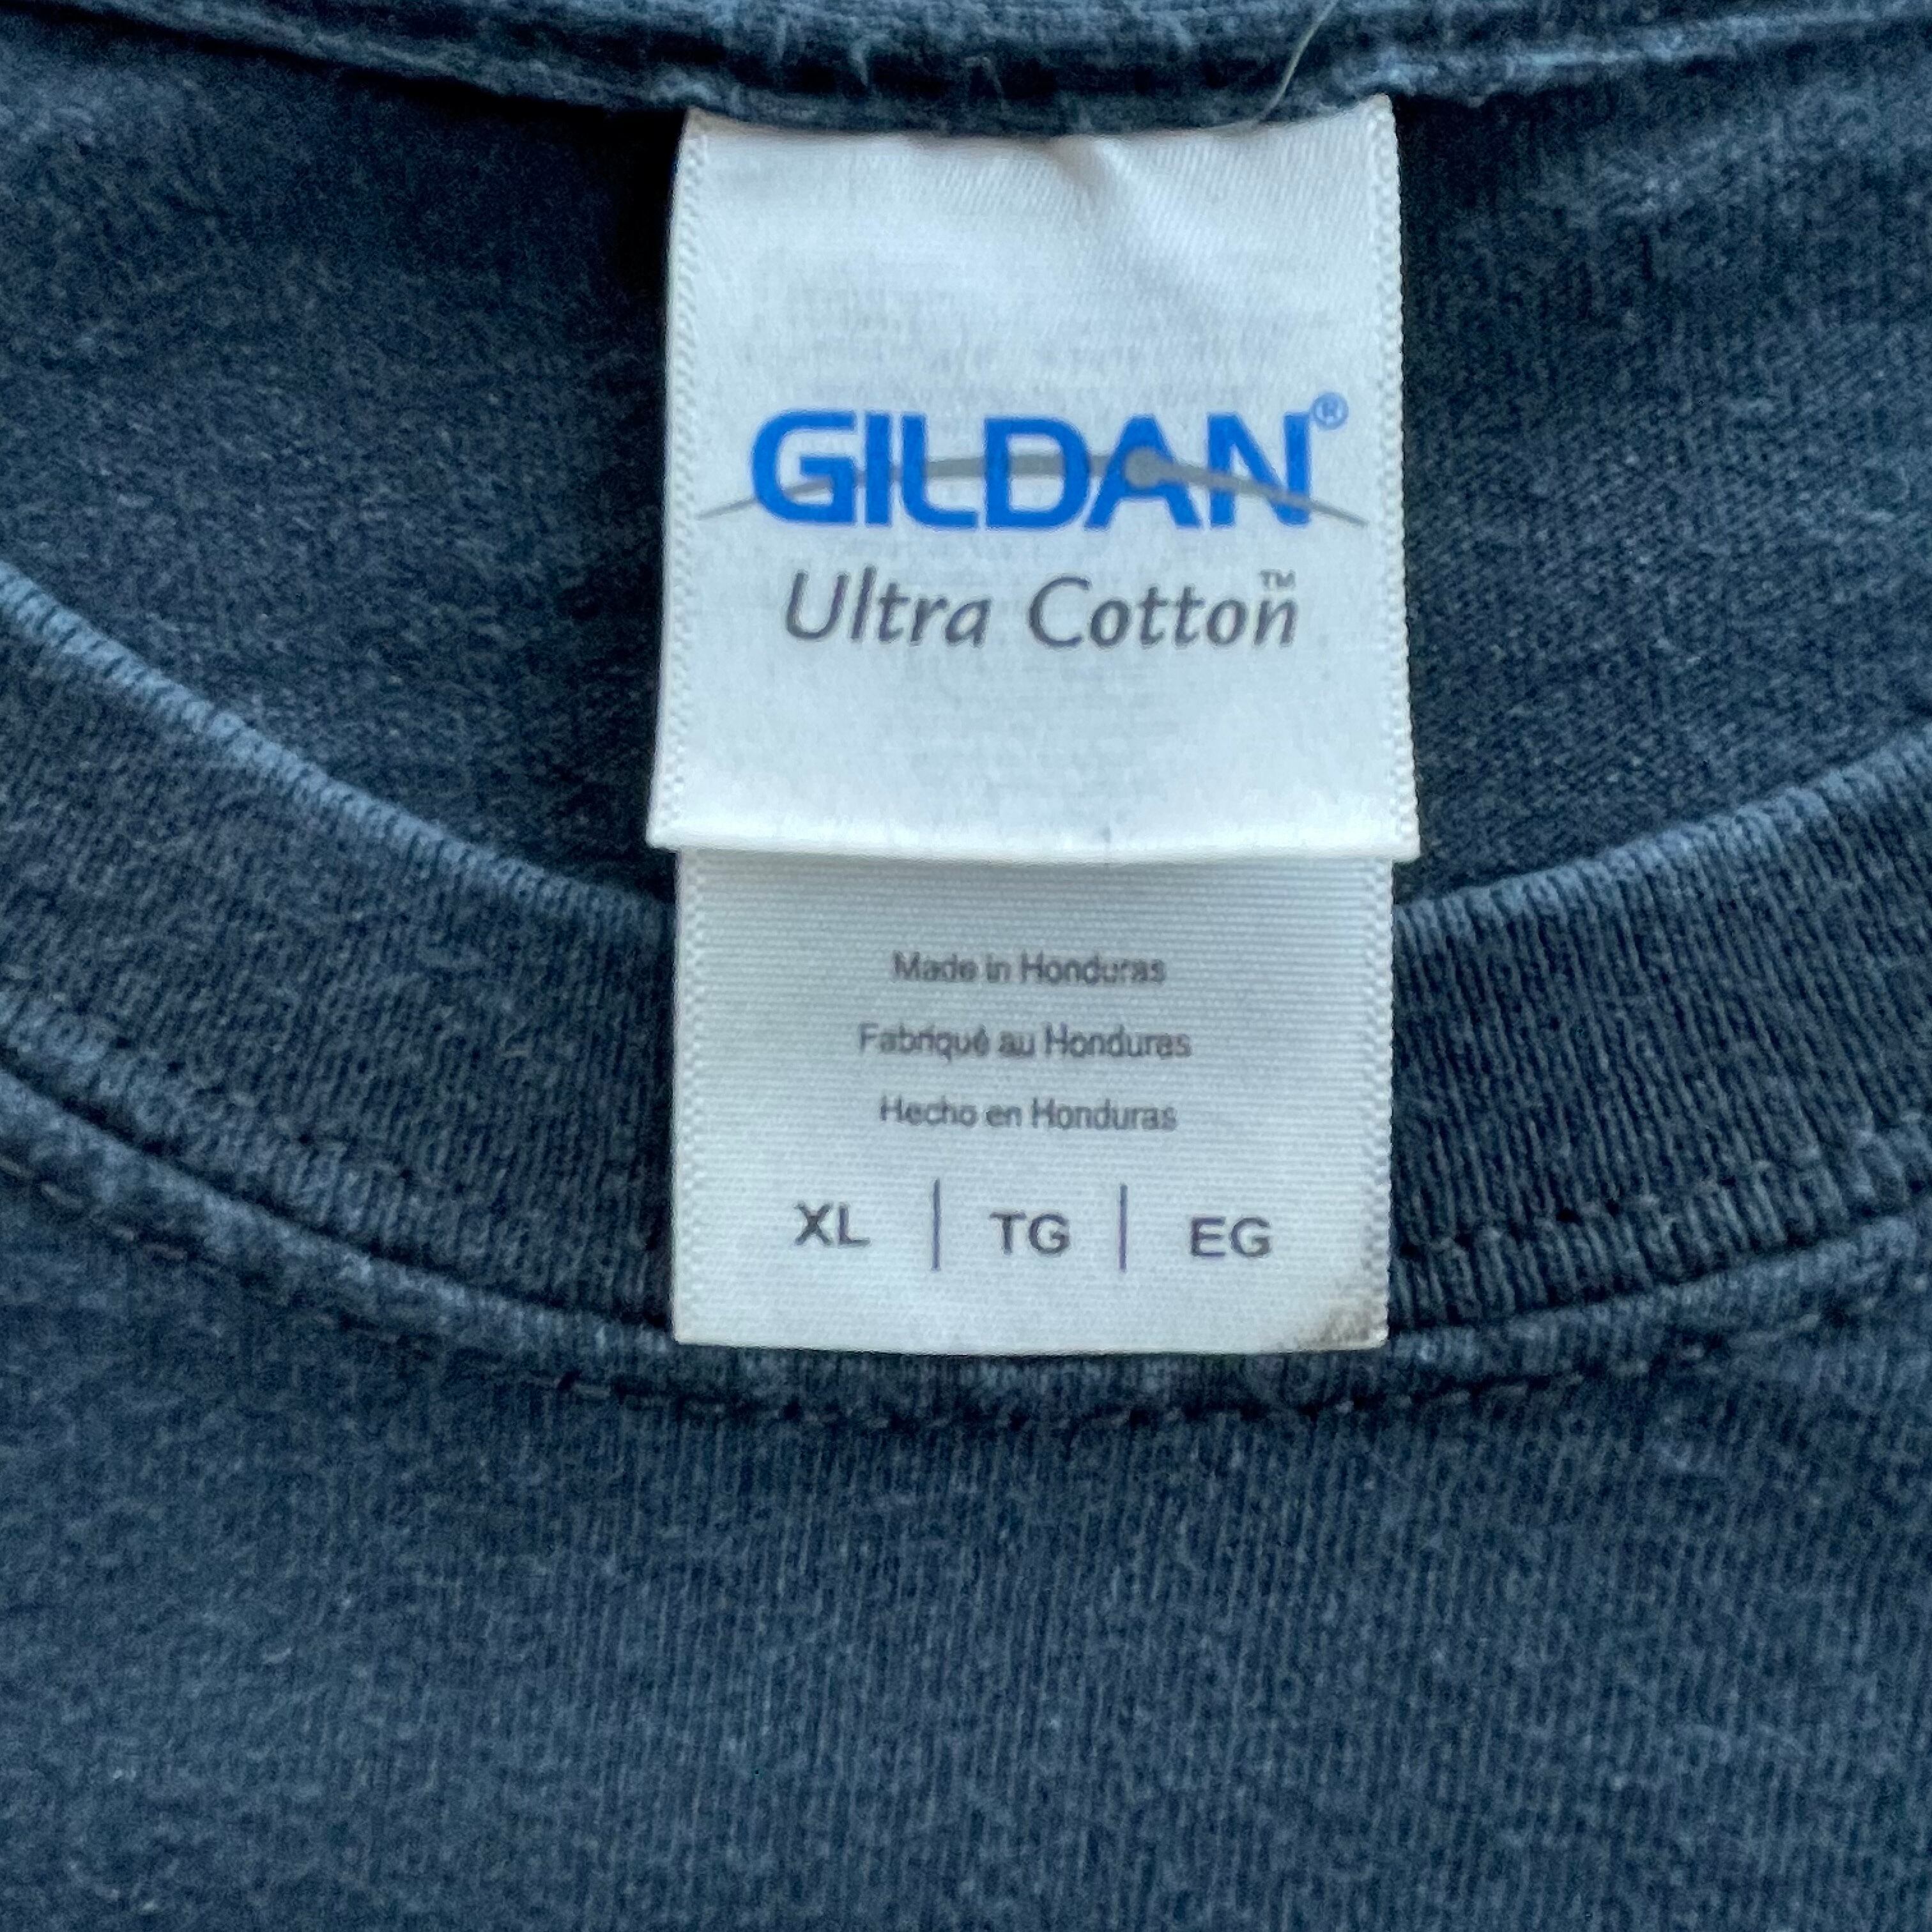 GILDAN®
Ultra Cotton™
Made in Honduras
Fabriqué au Honduras
Hecho en Honduras
XL | TG | EG